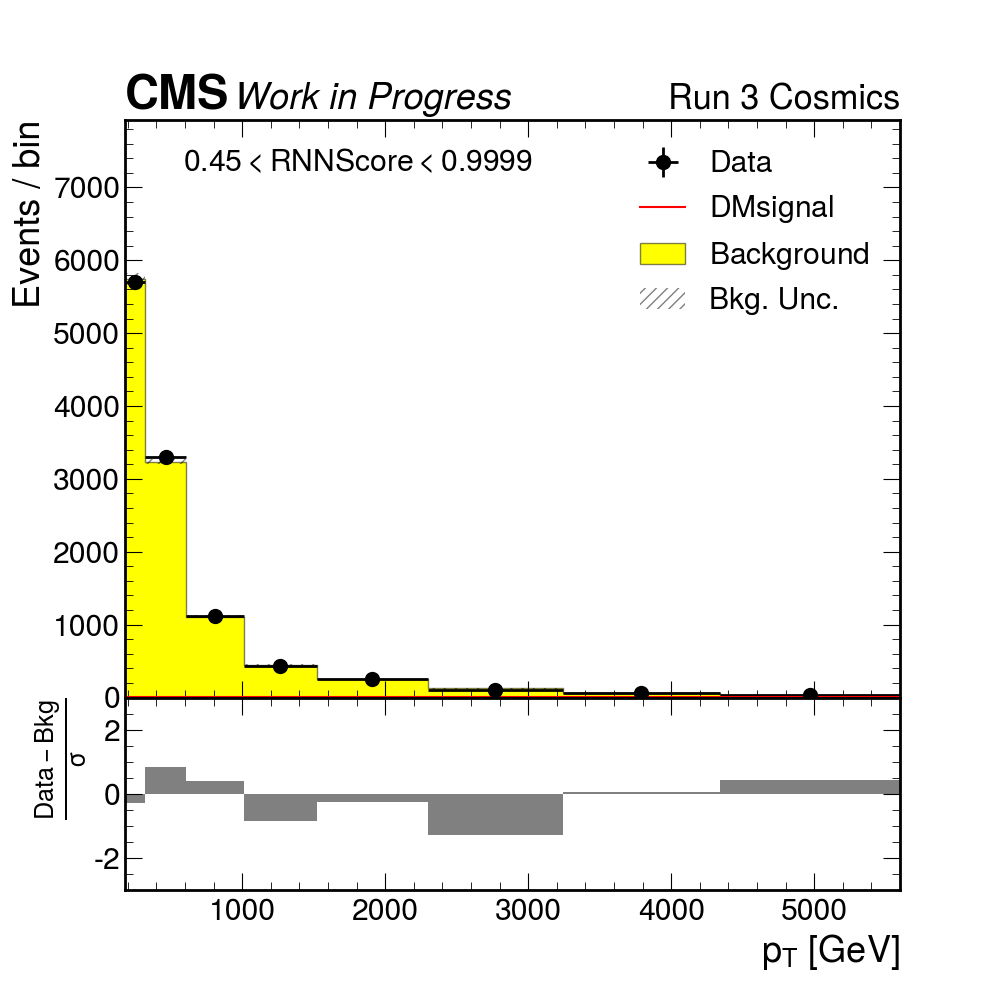 CMS Work in Progress
Run 3 Cosmics
Events / bin
0.45 < RNNScore < 0.9999
Data
DMsignal
Background
Bkg. Unc.
7000
6000
5000
4000
3000
2000
1000
0
Data – Bkg
σ
2
0
-2
1000 2000 3000 4000 5000
pT [GeV]